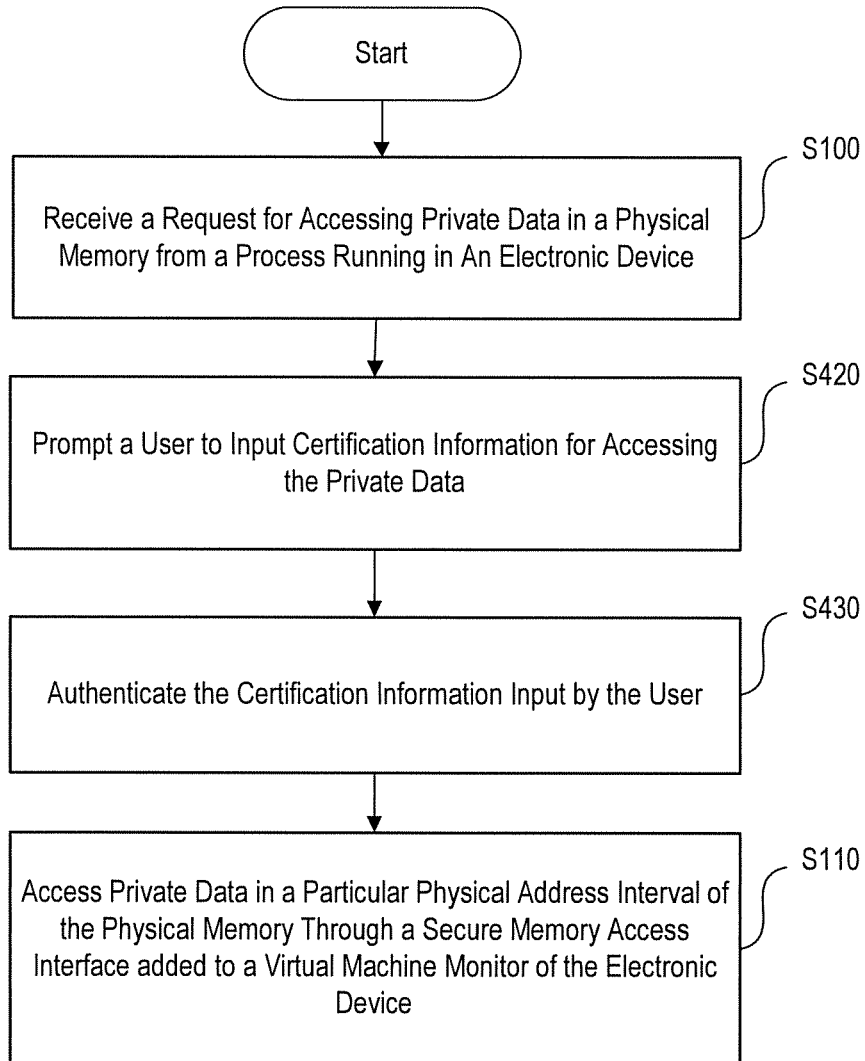 Start
S100
Receive a Request for Accessing Private Data in a Physical
Memory from a Process Running in An Electronic Device
S420
Prompt a User to Input Certification Information for Accessing
the Private Data
S430
Authenticate the Certification Information Input by the User
S110
Access Private Data in a Particular Physical Address Interval of
the Physical Memory Through a Secure Memory Access
Interface added to a Virtual Machine Monitor of the Electronic
Device